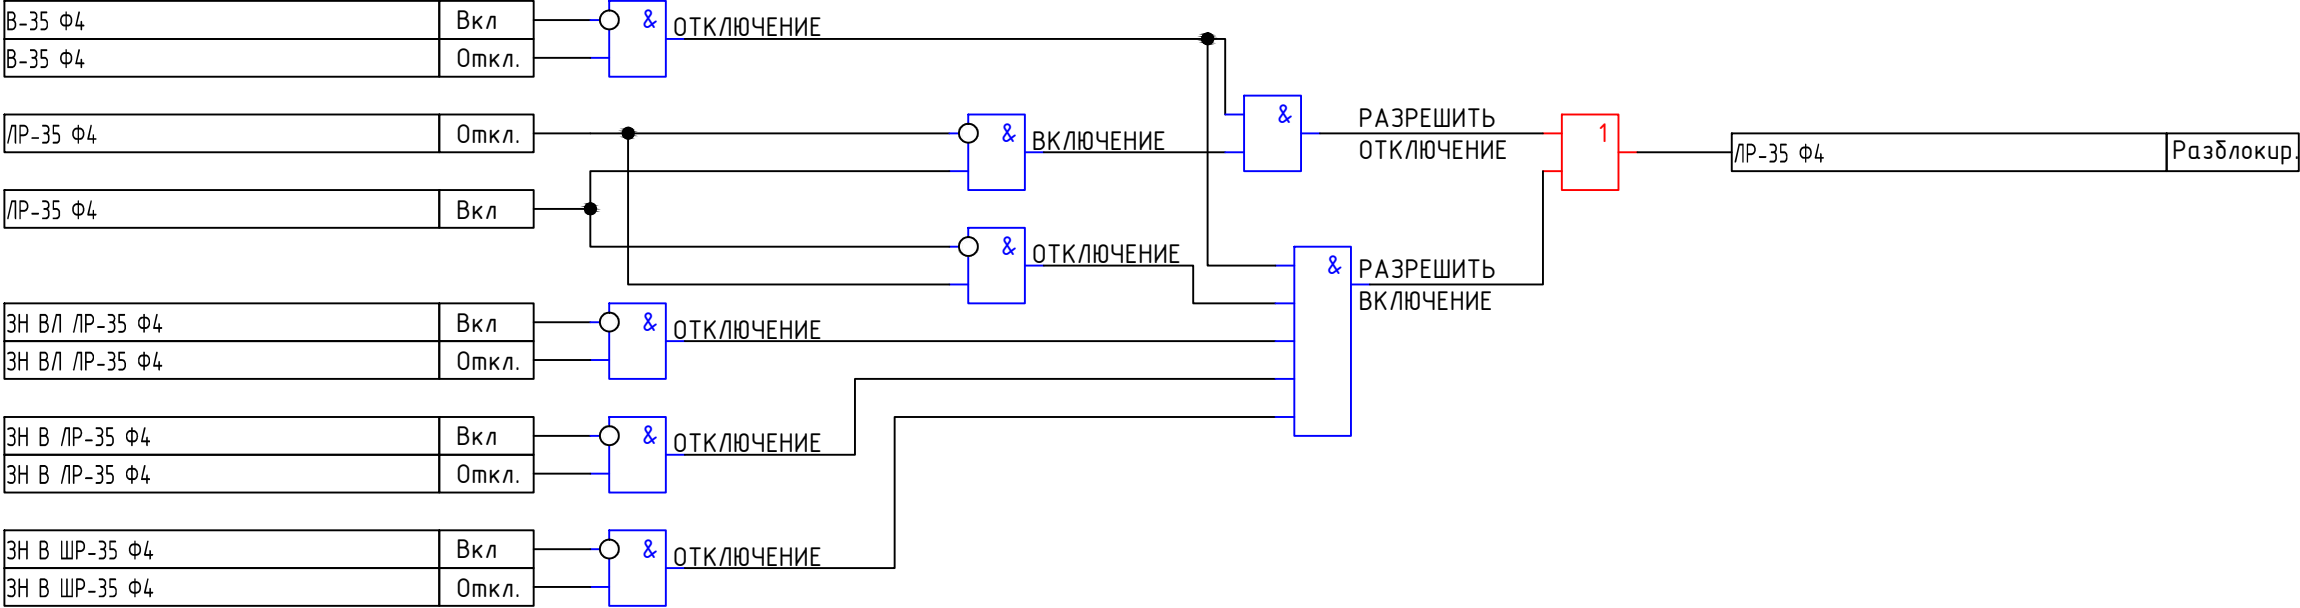 В-35 Ф4 Вкл & ОТКЛЮЧЕНИЕ
В-35 Ф4 Откл.
ЛР-35 Ф4 Откл. & ВКЛЮЧЕНИЕ & РАЗРЕШИТЬ 1
ОТКЛЮЧЕНИЕ ЛР-35 Ф4 Разблокир.
ЛР-35 Ф4 Вкл
& ОТКЛЮЧЕНИЕ & РАЗРЕШИТЬ
ВКЛЮЧЕНИЕ
ЗН ВЛ ЛР-35 Ф4 Вкл & ОТКЛЮЧЕНИЕ
ЗН ВЛ ЛР-35 Ф4 Откл.
ЗН В ЛР-35 Ф4 Вкл & ОТКЛЮЧЕНИЕ
ЗН В ЛР-35 Ф4 Откл.
ЗН В ШР-35 Ф4 Вкл & ОТКЛЮЧЕНИЕ
ЗН В ШР-35 Ф4 Откл.